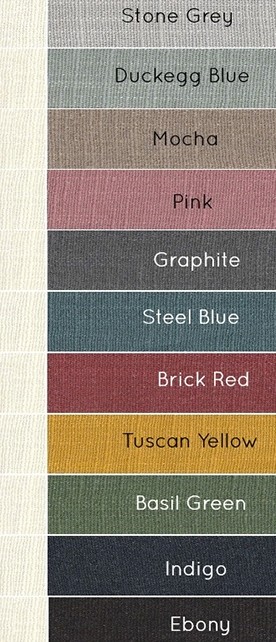 Stone Grey
Duckegg Blue
Mocha
Pink
Graphite
Steel Blue
Brick Red
Tuscan Yellow
Basil Green
Indigo
Ebony